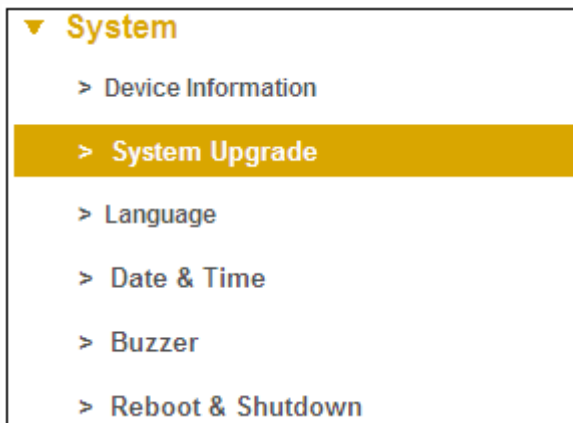 ▼ System
> Device Information
> System Upgrade
> Language
> Date & Time
> Buzzer
> Reboot & Shutdown